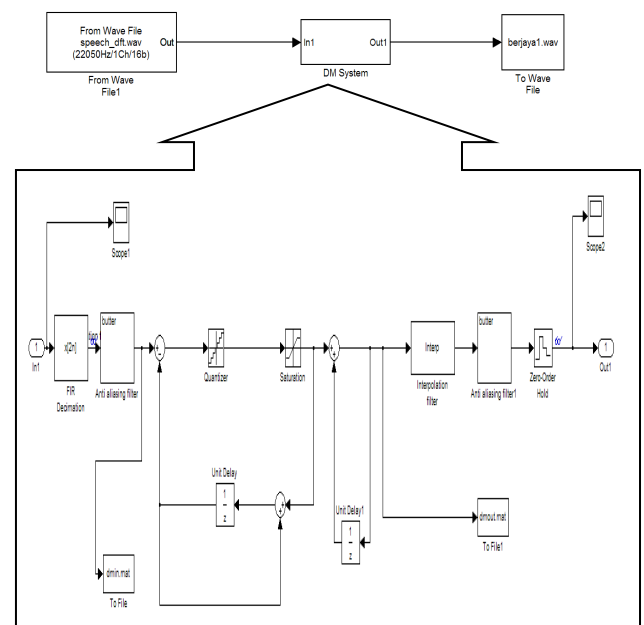 From Wave File
speech_dft.wav
(22050Hz/1Ch/16b)
Out
From Wave
File1
In1
Out1
DM System
berjaya1.wav
To Wave
File
Scope1
Scope2
1
In1
x[2n]
FIR
Decimation
butter
Anti aliasing filter
+
-
Quantizer
Saturation
+
+
Interp
Interpolation
filter
butter
Anti aliasing filter1
Zero-Order
Hold
1
Out1
Unit Delay
1
z
+
+
Unit Delay1
1
z
dmin.mat
To File
dmout.mat
To File1